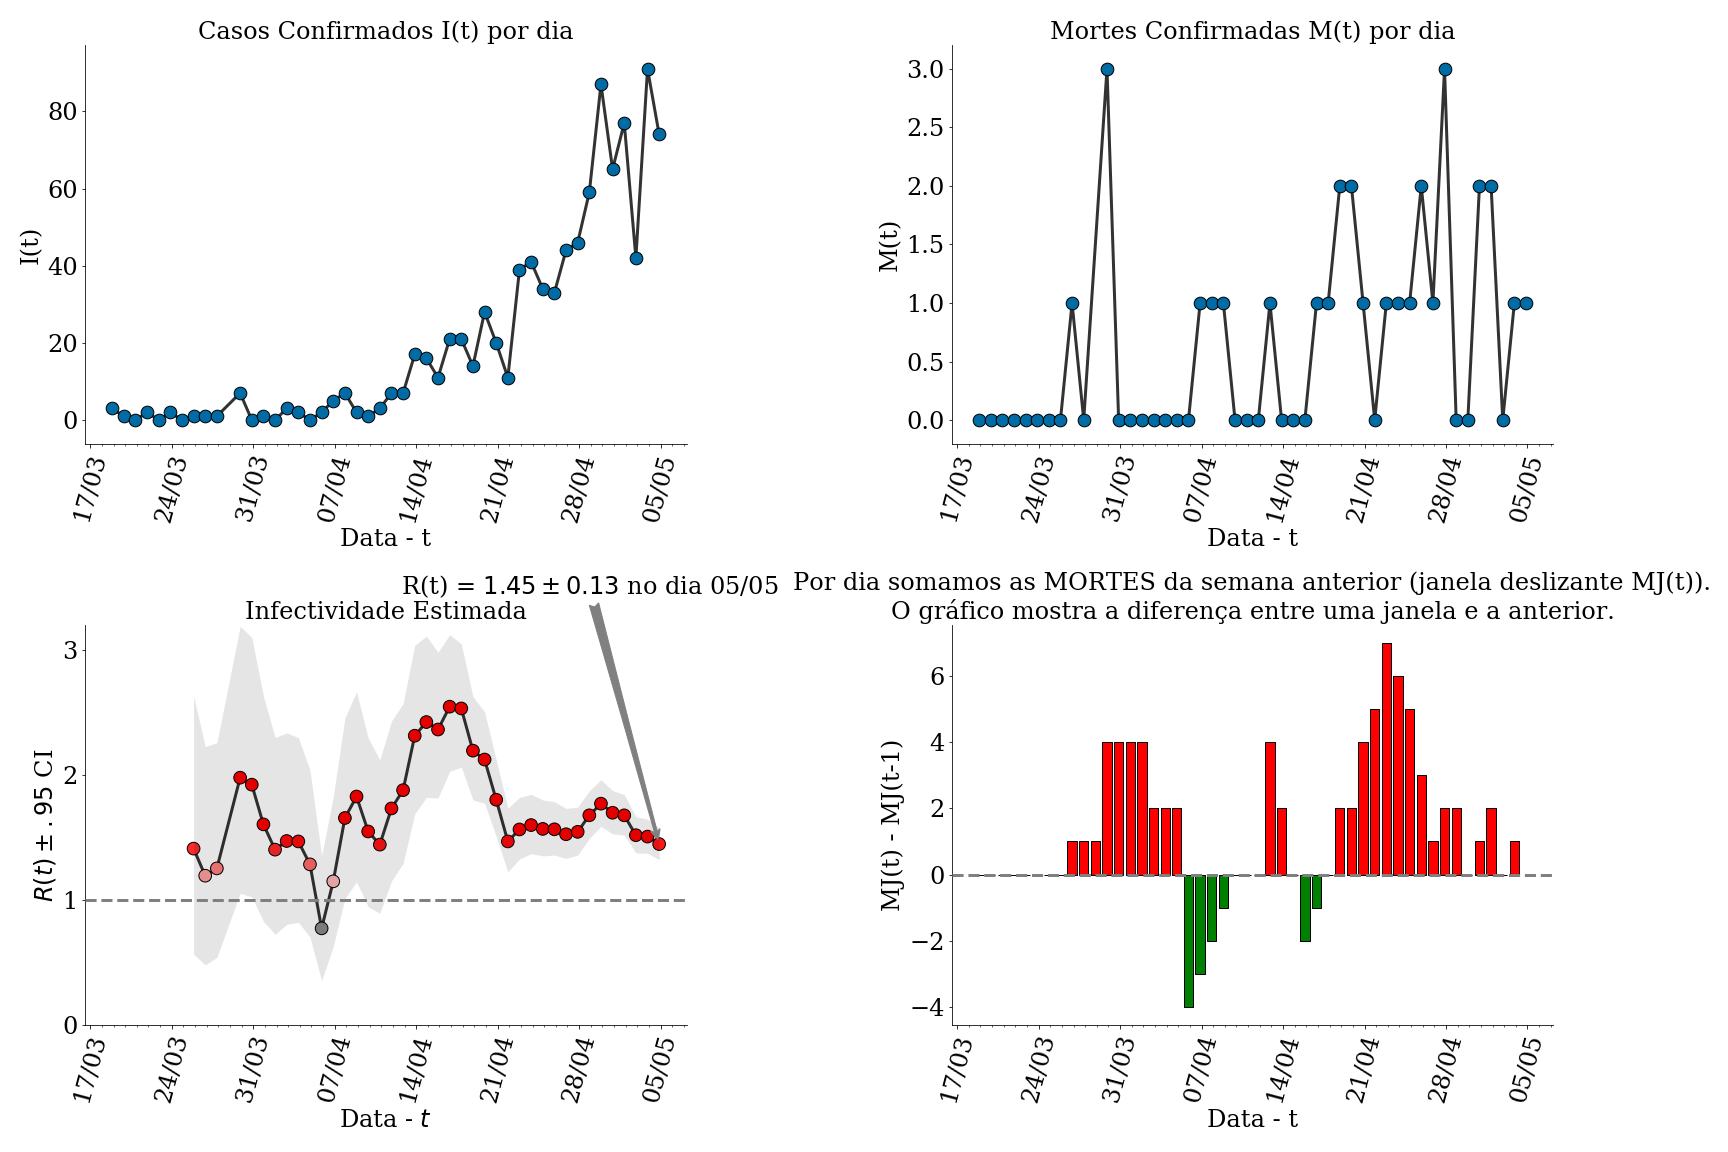 Casos Confirmados I(t) por dia
I(t)
80
60
40
20
0
17/03 24/03 31/03 07/04 14/04 21/04 28/04 05/05
Data - t
Mortes Confirmadas M(t) por dia
M(t)
3.0
2.5
2.0
1.5
1.0
0.5
0.0
17/03 24/03 31/03 07/04 14/04 21/04 28/04 05/05
Data - t
R(t) = 1.45 ± 0.13 no dia 05/05
Infectividade Estimada
R(t) ± .95 CI
3
2
1
0
17/03 24/03 31/03 07/04 14/04 21/04 28/04 05/05
Data - t
Por dia somamos as MORTES da semana anterior (janela deslizante MJ(t)).
O gráfico mostra a diferença entre uma janela e a anterior.
MJ(t) - MJ(t-1)
6
4
2
0
−2
−4
17/03 24/03 31/03 07/04 14/04 21/04 28/04 05/05
Data - t